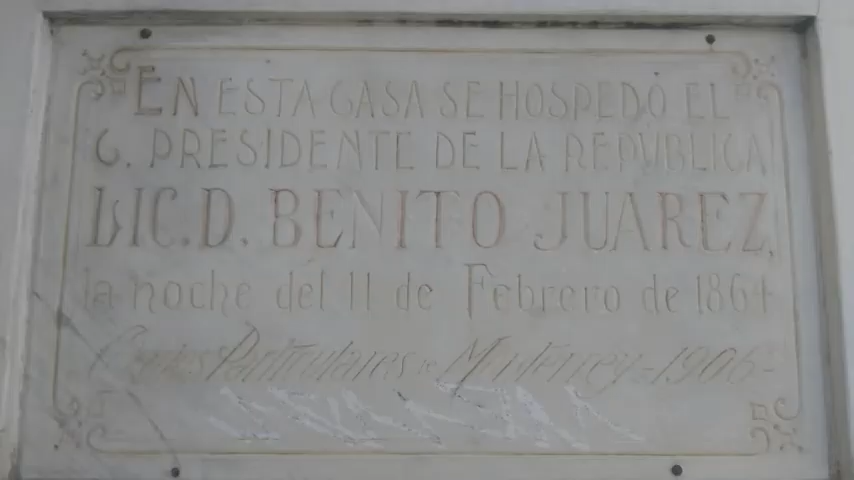 EN ESTA CASA SE HOSPEDÓ EL
C. PRESIDENTE DE LA REPUBLICA
LIC. D. BENITO JUAREZ,
la noche del 11 de Febrero de 1864
Particulares de Monterrey - 1906 -